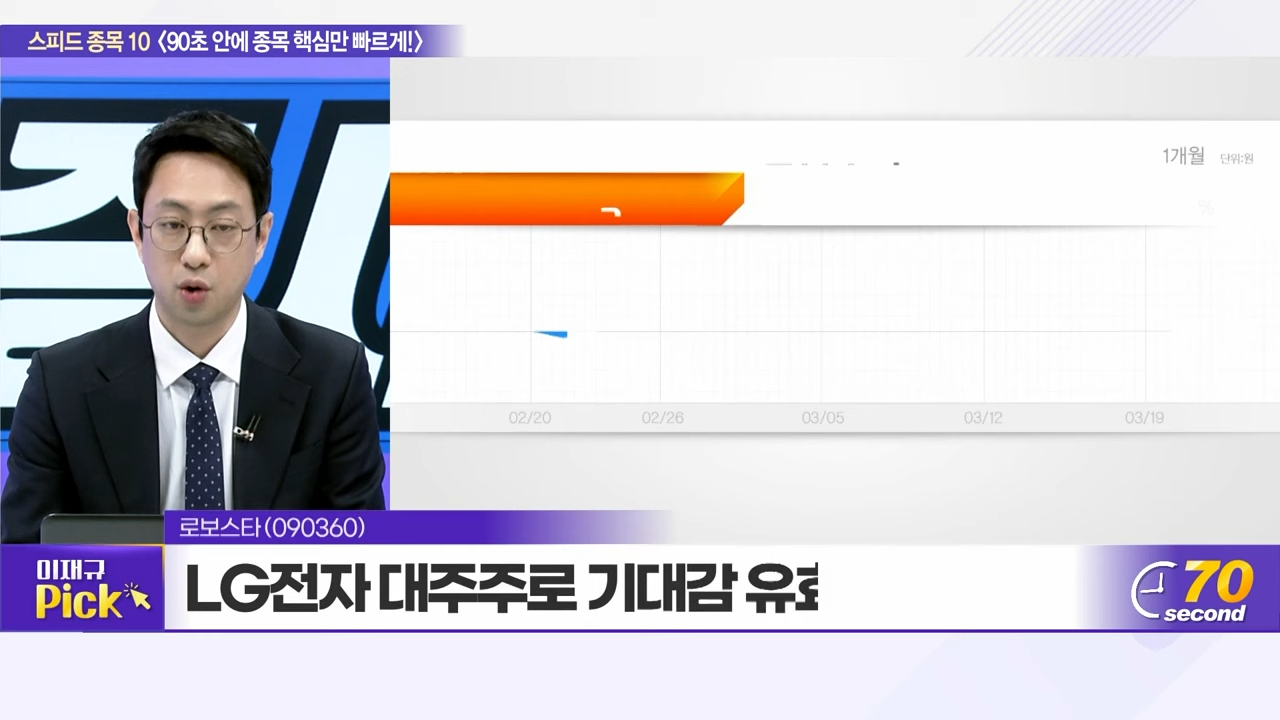 스피드 종목 10 <90초 안에 종목 핵심만 빠르게!>
1개월 단위:원
%
02/20 02/26 03/05 03/12 03/19
로보스타(090360)
이재규
Pick
LG전자 대주주로 기대감
70
second